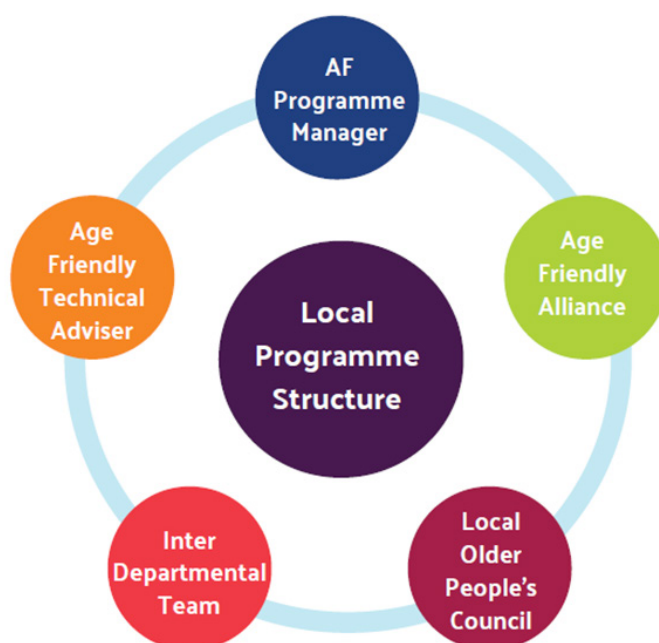 AF
Programme
Manager
Age
Friendly
Technical
Adviser
Age
Friendly
Alliance
Local
Programme
Structure
Inter
Departmental
Team
Local
Older
People's
Council